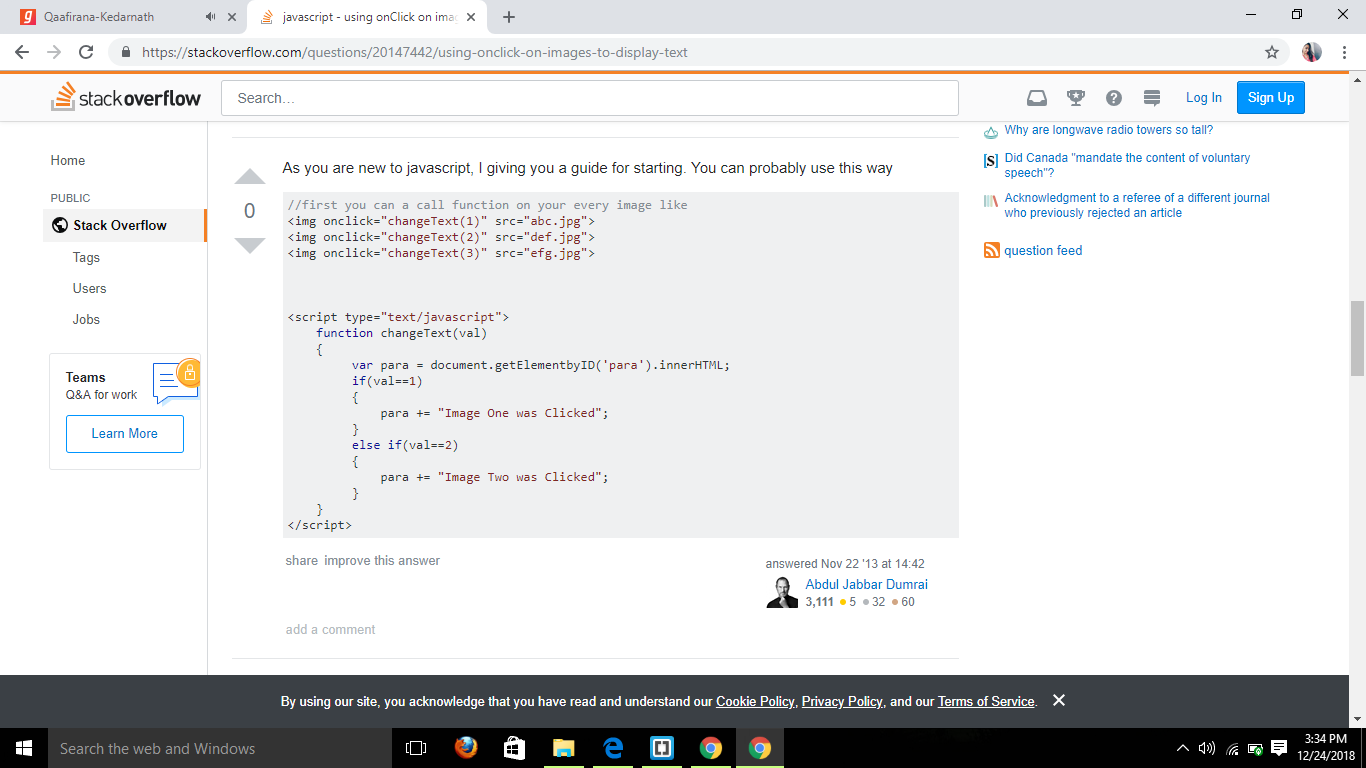 Qaafirana-Kedarnath
javascript - using onClick on imag
https://stackoverflow.com/questions/20147442/using-onclick-on-images-to-display-text
stackoverflow
Search…
Log In
Sign Up
Home
PUBLIC
Stack Overflow
Tags
Users
Jobs
Teams
Q&A for work
Learn More
As you are new to javascript, I giving you a guide for starting. You can probably use this way
0
//first you can a call function on your every image like
<img onclick="changeText(1)" src="abc.jpg">
<img onclick="changeText(2)" src="def.jpg">
<img onclick="changeText(3)" src="efg.jpg">
<script type="text/javascript">
function changeText(val)
{
var para = document.getElementbyID('para').innerHTML;
if(val==1)
{
para += "Image One was Clicked";
}
else if(val==2)
{
para += "Image Two was Clicked";
}
}
</script>
share improve this answer
answered Nov 22 '13 at 14:42
Abdul Jabbar Dumrai
3,111 5 32 60
add a comment
Why are longwave radio towers so tall?
Did Canada "mandate the content of voluntary
speech"?
Acknowledgment to a referee of a different journal
who previously rejected an article
question feed
By using our site, you acknowledge that you have read and understand our Cookie Policy, Privacy Policy, and our Terms of Service.
Search the web and Windows
3:34 PM
12/24/2018